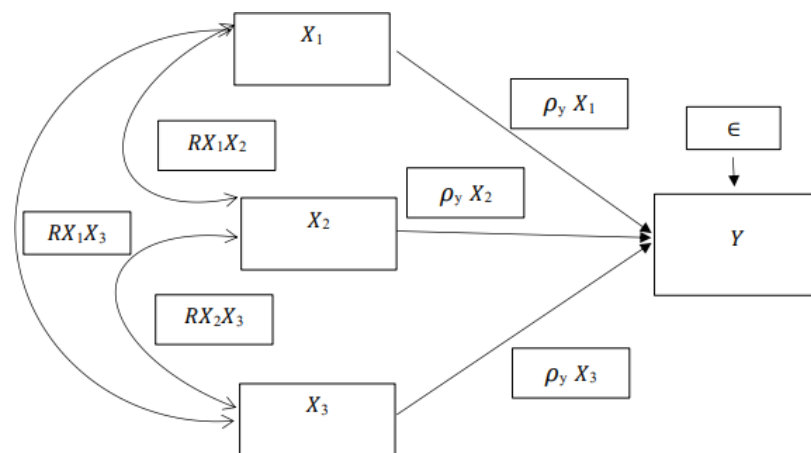 X₁
ρy X₁
ϵ
RX₁X₂
ρy X₂
X₂
Y
RX₁X₃
RX₂X₃
ρy X₃
X₃